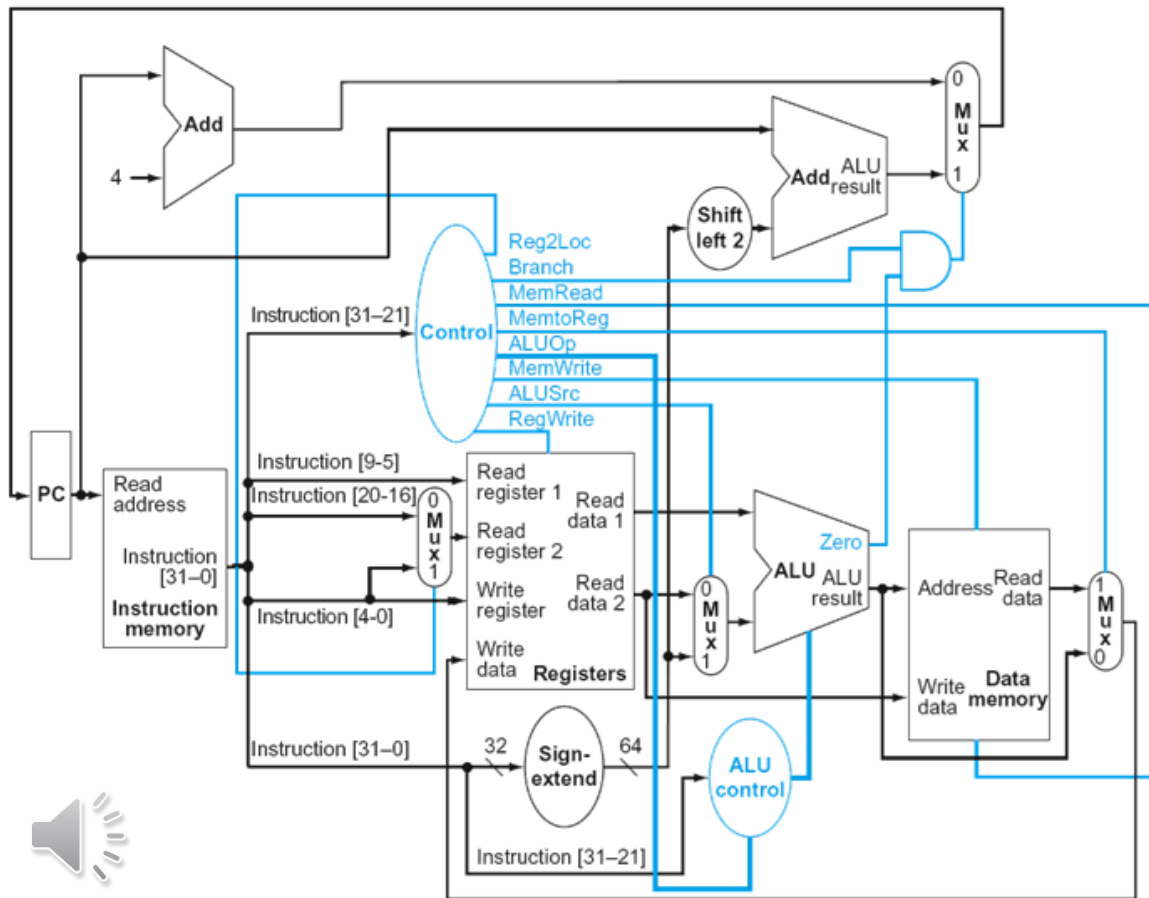 Add
4
0
Mux
1
Add
ALU
result
Shift
left 2
Reg2Loc
Branch
MemRead
MemtoReg
ALUOp
MemWrite
ALUSrc
RegWrite
Instruction [31–21]
Control
PC
Read
address
Instruction
[31–0]
Instruction
memory
Instruction [9-5]
Instruction [20-16]
Instruction [4-0]
0
Mux
1
Read
register 1
Read
register 2
Write
register
Write
data
Read
data 1
Read
data 2
Registers
0
Mux
1
Zero
ALU
ALU
result
Address
Read
data
Write
data
Data
memory
1
Mux
0
Instruction [31–0]
32
Sign-
extend
64
ALU
control
Instruction [31–21]